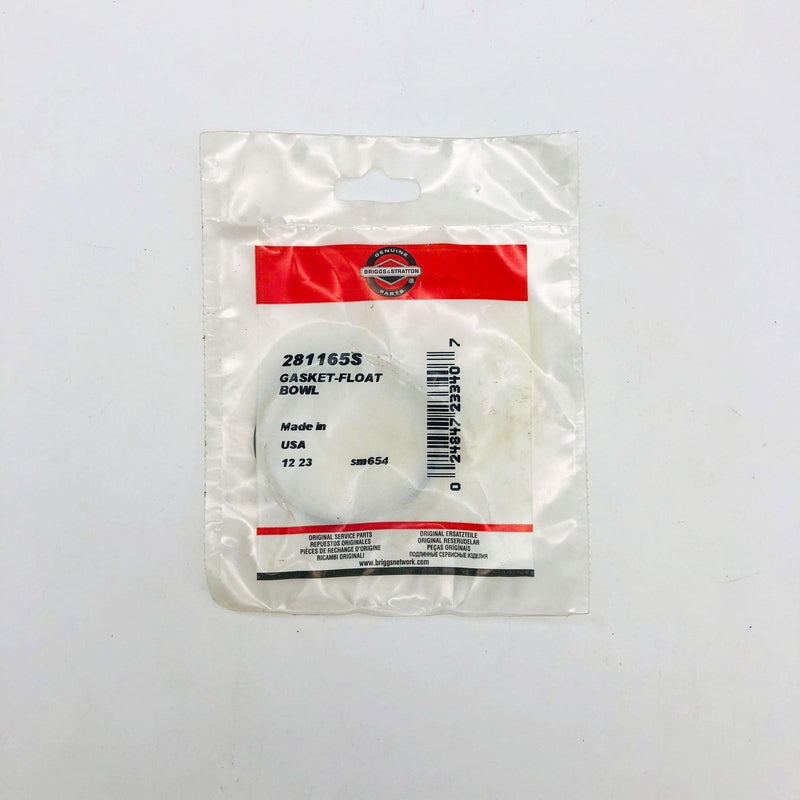 GENUINE
BRIGGS & STRATTON
PARTS ®
281165S
GASKET-FLOAT
BOWL
Made in
USA
12 23 sm654
0 24847 23340 7
ORIGINAL SERVICE PARTS
REPUESTOS ORIGINALES
PIÈCES DE RECHANGE D'ORIGINE
RICAMBI ORIGINALI
ORIGINAL ERSATZTEILE
ORIGINAL RESERUDELAR
PEÇAS ORIGINAIS
ПОДЛИННЫЕ СЕРВИСНЫЕ ИЗДЕЛИЯ
www.briggsnetwork.com